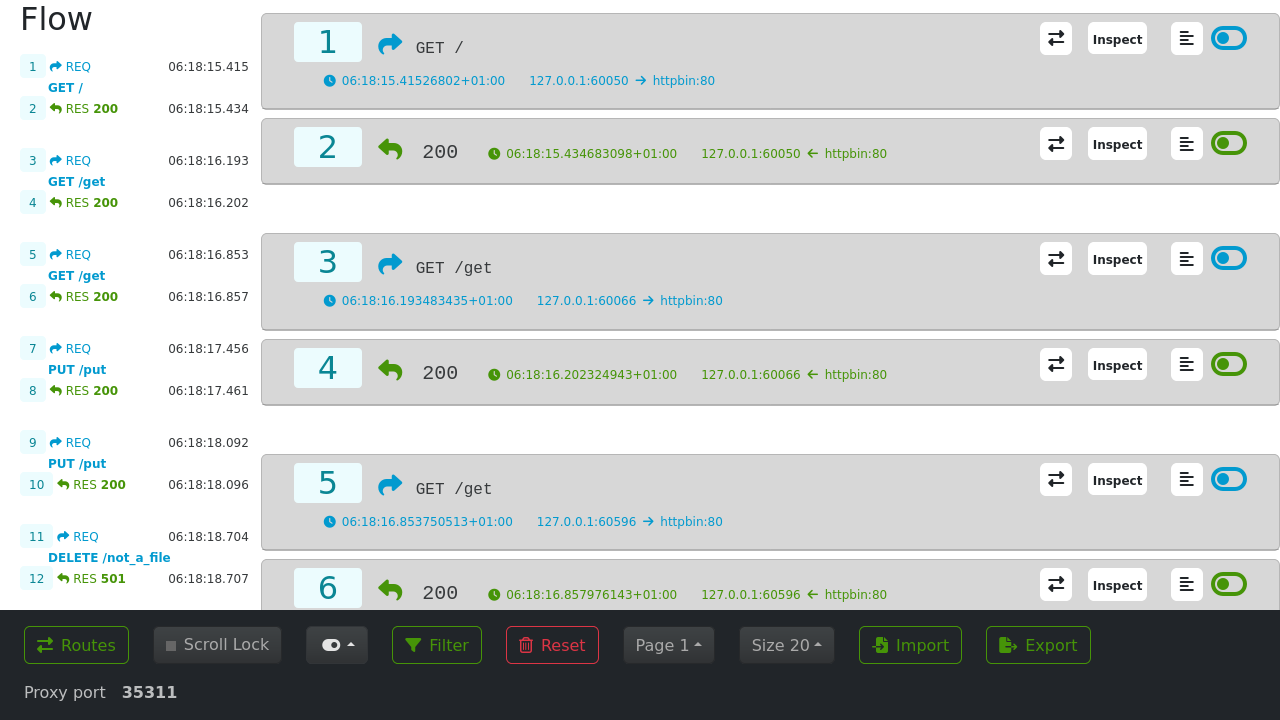 Flow
1 REQ 06:18:15.415
GET /
2 RES 200 06:18:15.434
3 REQ 06:18:16.193
GET /get
4 RES 200 06:18:16.202
5 REQ 06:18:16.853
GET /get
6 RES 200 06:18:16.857
7 REQ 06:18:17.456
PUT /put
8 RES 200 06:18:17.461
9 REQ 06:18:18.092
PUT /put
10 RES 200 06:18:18.096
11 REQ 06:18:18.704
DELETE /not_a_file
12 RES 501 06:18:18.707
1 GET / Inspect
06:18:15.41526802+01:00 127.0.0.1:60050 → httpbin:80
2 200 06:18:15.434683098+01:00 127.0.0.1:60050 ← httpbin:80 Inspect
3 GET /get Inspect
06:18:16.193483435+01:00 127.0.0.1:60066 → httpbin:80
4 200 06:18:16.202324943+01:00 127.0.0.1:60066 ← httpbin:80 Inspect
5 GET /get Inspect
06:18:16.853750513+01:00 127.0.0.1:60596 → httpbin:80
6 200 06:18:16.857976143+01:00 127.0.0.1:60596 ← httpbin:80 Inspect
Routes Scroll Lock Filter Reset Page 1 Size 20 Import Export
Proxy port 35311